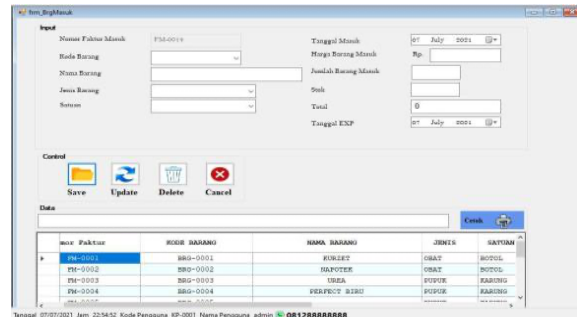 frm_BrgMasuk
Input
Nomor Faktur Masuk
FM-0019
Tanggal Masuk
07 July 2021
Kode Barang
Harga Barang Masuk
Rp.
Nama Barang
Jumlah Barang Masuk
Jenis Barang
Stok
Satuan
Total
0
Tanggal EXP
07 July 2021
Control
Save Update Delete Cancel
Data
Cetak
mor Faktur KODE BARANG NAMA BARANG JENIS SATUAN
FM-0001 BRG-0001 OBAT BOTOL
FM-0002 BRG-0002 NAPOTEK OBAT BOTOL
FM-0003 BRG-0003 UREA PUPUK KARUNG
FM-0004 BRG-0004 PERFECT BIRU PUPUK KARUNG
Tanggal 07/07/2021 Jam 22:54:52 Kode Pengguna KP-0001 Nama Pengguna admin 081288888888